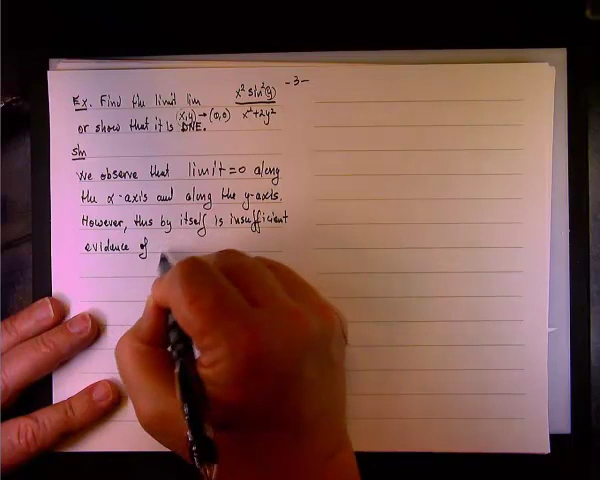 -3-
Ex. Find the limit lim x² sin²(y)
(x,y) → (0,0) x²+2y²
or show that it is DNE.
Sln
We observe that limit = 0 along
the x-axis and along the y-axis.
However, this by itself is insufficient
evidence of